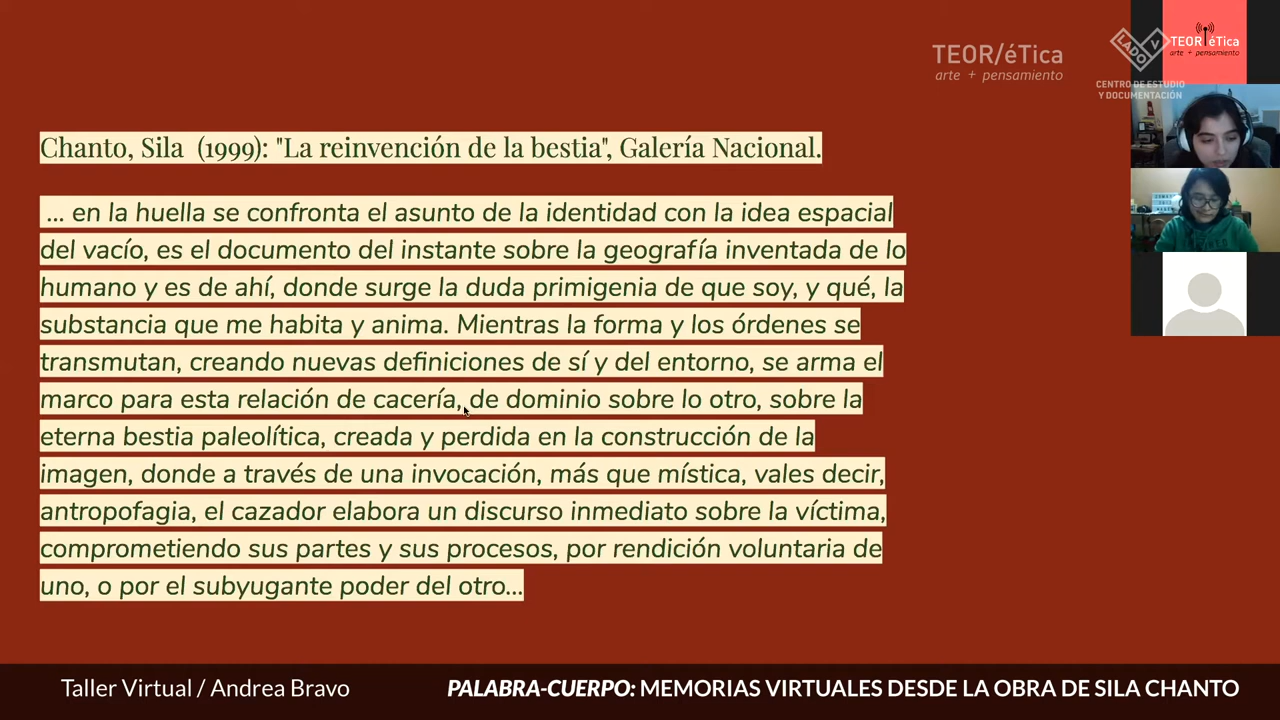 TEOR/éTica
arte + pensamiento
LADO V
CENTRO DE ESTUDIO
Y DOCUMENTACIÓN
TEOR/éTica
arte + pensamiento
Chanto, Sila (1999): "La reinvención de la bestia", Galería Nacional.
... en la huella se confronta el asunto de la identidad con la idea espacial
del vacío, es el documento del instante sobre la geografía inventada de lo
humano y es de ahí, donde surge la duda primigenia de que soy, y qué, la
substancia que me habita y anima. Mientras la forma y los órdenes se
transmutan, creando nuevas definiciones de sí y del entorno, se arma el
marco para esta relación de cacería, de dominio sobre lo otro, sobre la
eterna bestia paleolítica, creada y perdida en la construcción de la
imagen, donde a través de una invocación, más que mística, vales decir,
antropofagia, el cazador elabora un discurso inmediato sobre la víctima,
comprometiendo sus partes y sus procesos, por rendición voluntaria de
uno, o por el subyugante poder del otro...
Taller Virtual / Andrea Bravo
PALABRA-CUERPO: MEMORIAS VIRTUALES DESDE LA OBRA DE SILA CHANTO